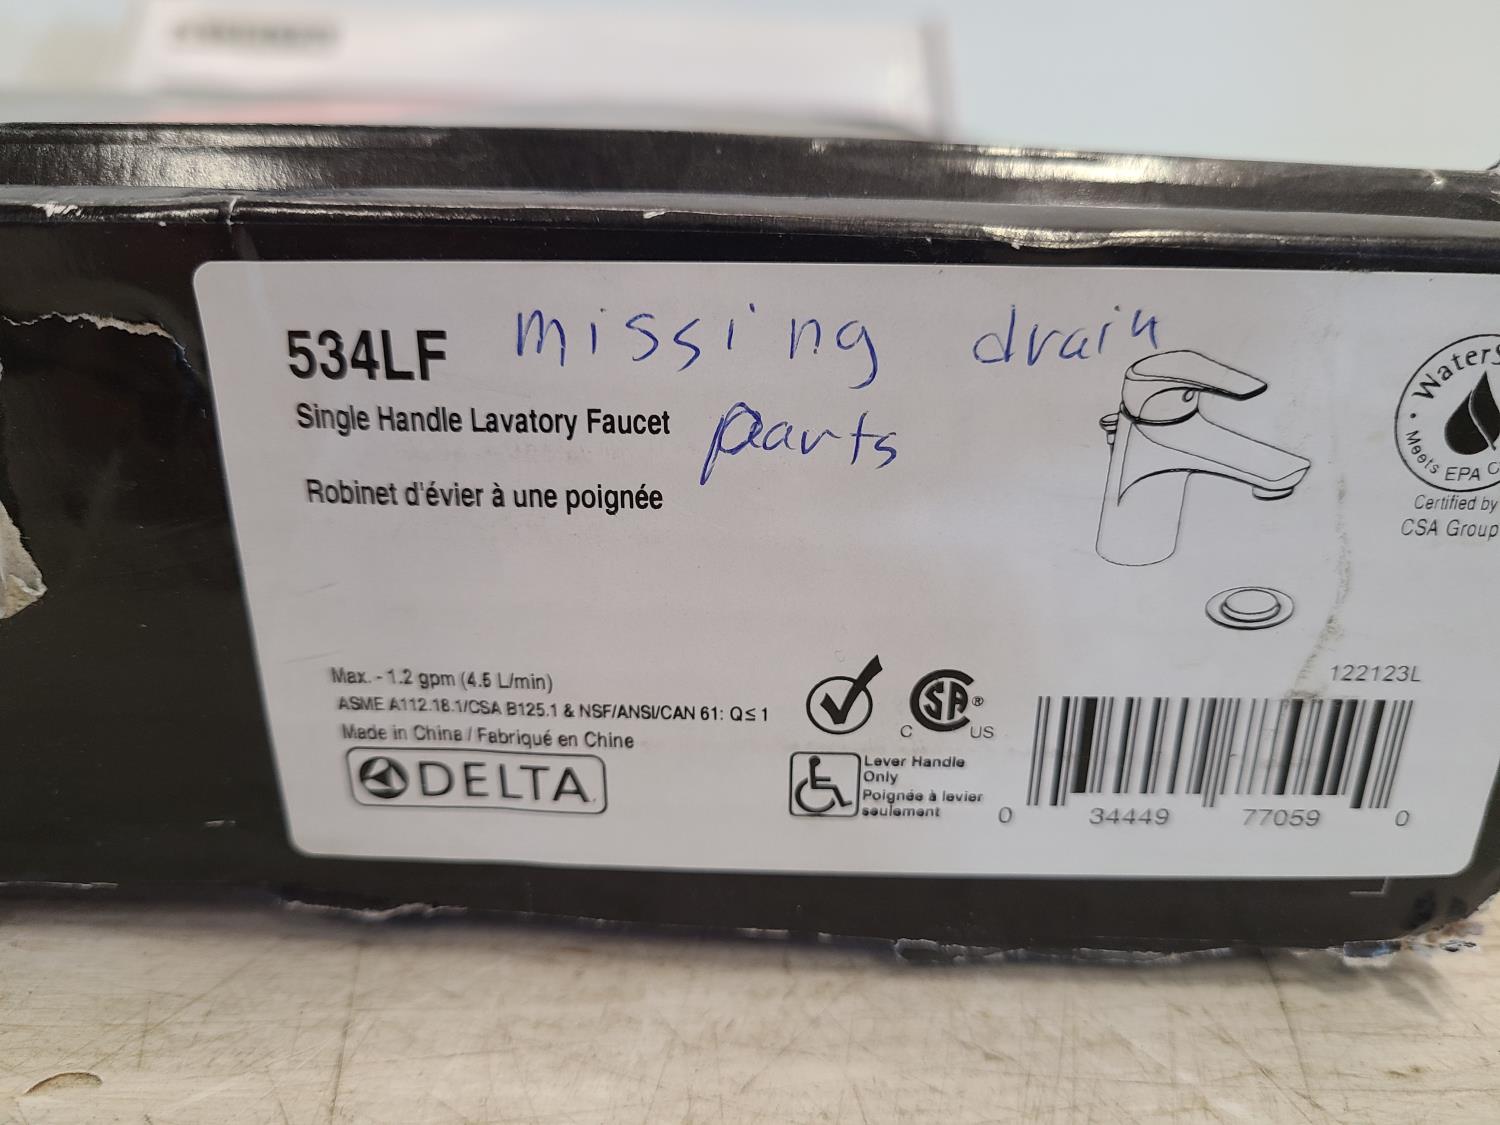 534LF missing drain
Single Handle Lavatory Faucet parts
Robinet d'évier à une poignée
WaterS
Meets EPA C
Certified by
CSA Group
Max. - 1.2 gpm (4.5 L/min)
ASME A112.18.1/CSA B125.1 & NSF/ANSI/CAN 61: Q≤1
Made in China / Fabriqué en Chine
DELTA
CSA®
C US
Lever Handle
Only
Poignée à levier
seulement
122123L
0 34449 77059 0